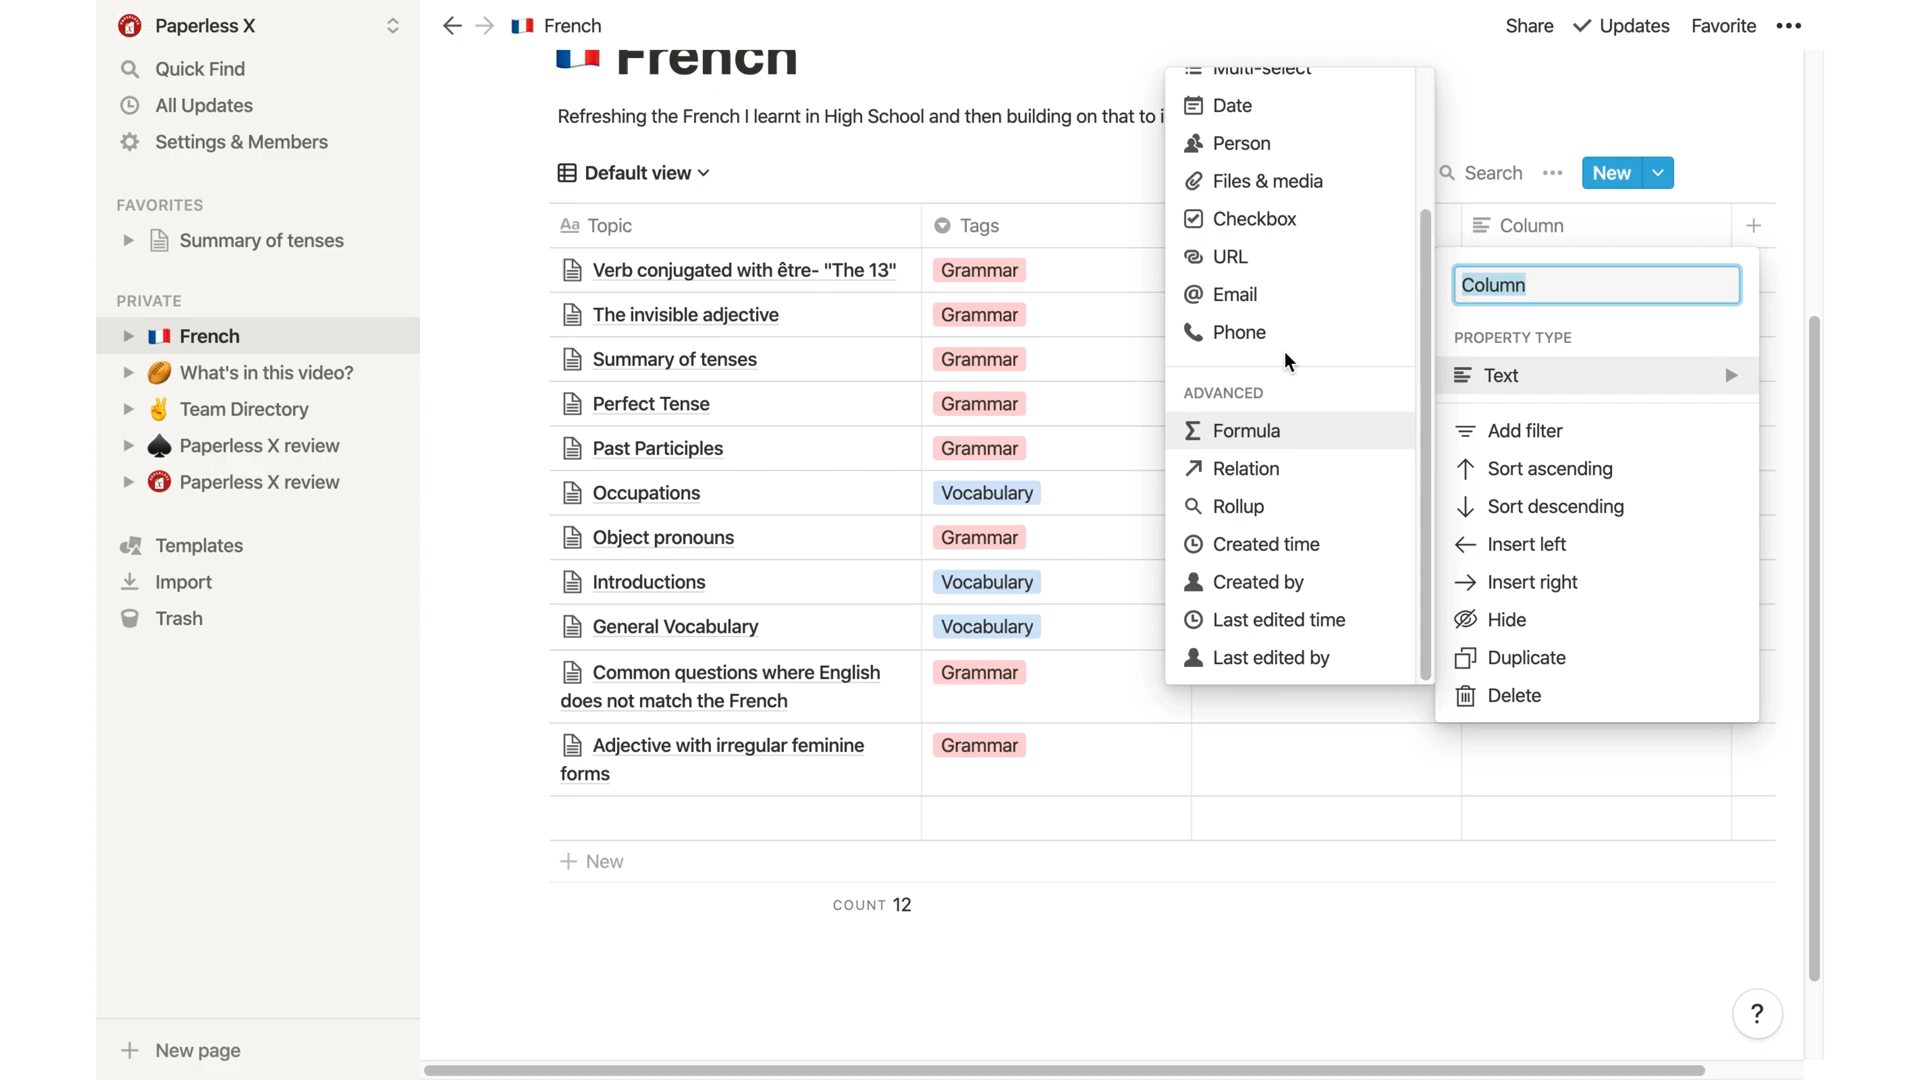 Paperless X
Quick Find
All Updates
Settings & Members
FAVORITES
Summary of tenses
PRIVATE
French
What's in this video?
Team Directory
Paperless X review
Paperless X review
Templates
Import
Trash
New page
French
Share
Updates
Favorite
French
Refreshing the French I learnt in High School and then building on that to i
Default view
Search
New
Aa Topic
Tags
Column
Verb conjugated with être- "The 13"
Grammar
The invisible adjective
Grammar
Summary of tenses
Grammar
Perfect Tense
Grammar
Past Participles
Grammar
Occupations
Vocabulary
Object pronouns
Grammar
Introductions
Vocabulary
General Vocabulary
Vocabulary
Common questions where English
does not match the French
Grammar
Adjective with irregular feminine
forms
Grammar
New
COUNT 12
Multi-select
Date
Person
Files & media
Checkbox
URL
Email
Phone
ADVANCED
Formula
Relation
Rollup
Created time
Created by
Last edited time
Last edited by
Column
PROPERTY TYPE
Text
Add filter
Sort ascending
Sort descending
Insert left
Insert right
Hide
Duplicate
Delete
?